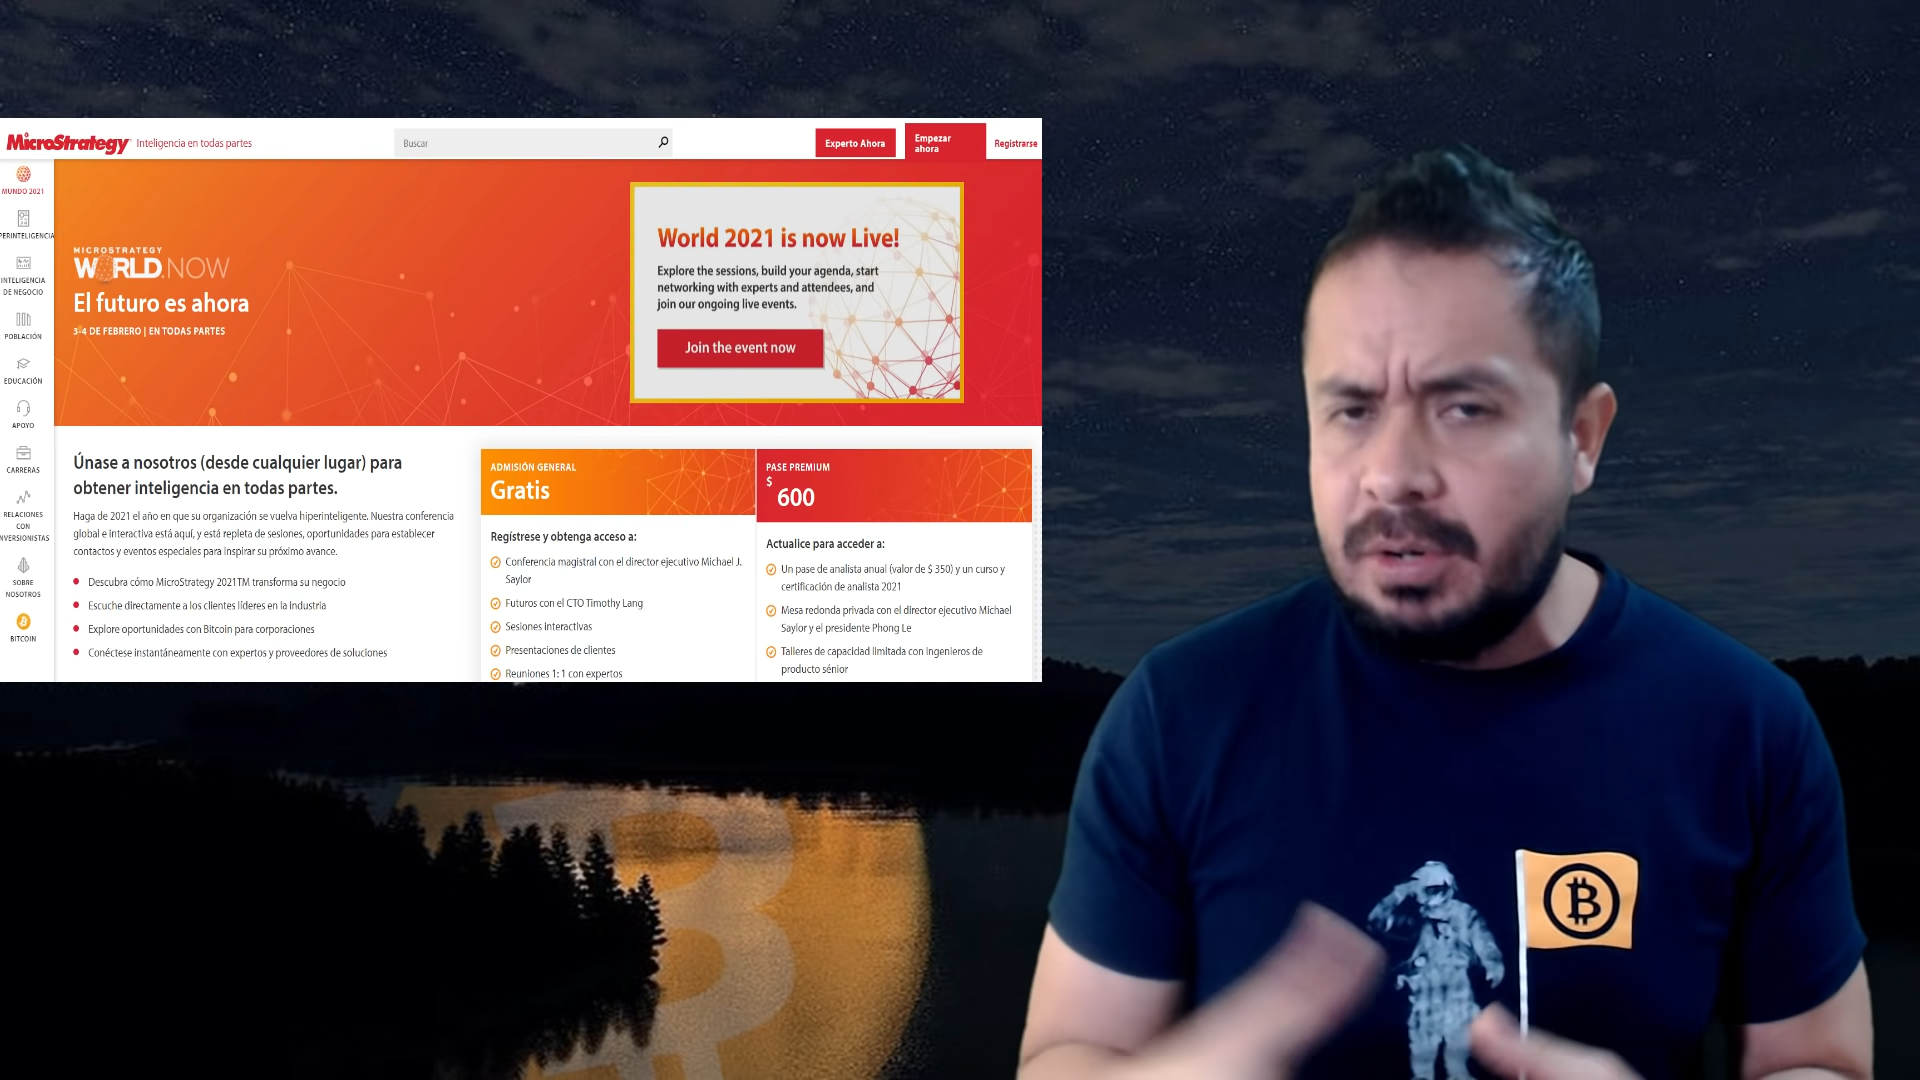 MicroStrategy Inteligencia en todas partes
Buscar
Experto Ahora
Empezar
ahora
Registrarse
MUNDO 2021
PERINTELIGENCIA
INTELIGENCIA
DE NEGOCIO
POBLACIÓN
EDUCACIÓN
APOYO
CARRERAS
RELACIONES
CON
NVERSIONISTAS
SOBRE
NOSOTROS
BITCOIN
MICROSTRATEGY
WORLD.NOW
El futuro es ahora
3-4 DE FEBRERO | EN TODAS PARTES
World 2021 is now Live!
Explore the sessions, build your agenda, start
networking with experts and attendees, and
join our ongoing live events.
Join the event now
Únase a nosotros (desde cualquier lugar) para
obtener inteligencia en todas partes.
Haga de 2021 el año en que su organización se vuelva hiperinteligente. Nuestra conferencia
global e interactiva está aquí, y está repleta de sesiones, oportunidades para establecer
contactos y eventos especiales para inspirar su próximo avance.
Descubra cómo MicroStrategy 2021TM transforma su negocio
Escuche directamente a los clientes líderes en la industria
Explore oportunidades con Bitcoin para corporaciones
Conéctese instantáneamente con expertos y proveedores de soluciones
ADMISIÓN GENERAL
Gratis
Regístrese y obtenga acceso a:
Conferencia magistral con el director ejecutivo Michael J.
Saylor
Futuros con el CTO Timothy Lang
Sesiones interactivas
Presentaciones de clientes
Reuniones 1: 1 con expertos
PASE PREMIUM
$
600
Actualice para acceder a:
Un pase de analista anual (valor de $ 350) y un curso y
certificación de analista 2021
Mesa redonda privada con el director ejecutivo Michael
Saylor y el presidente Phong Le
Talleres de capacidad limitada con ingenieros de
producto sénior